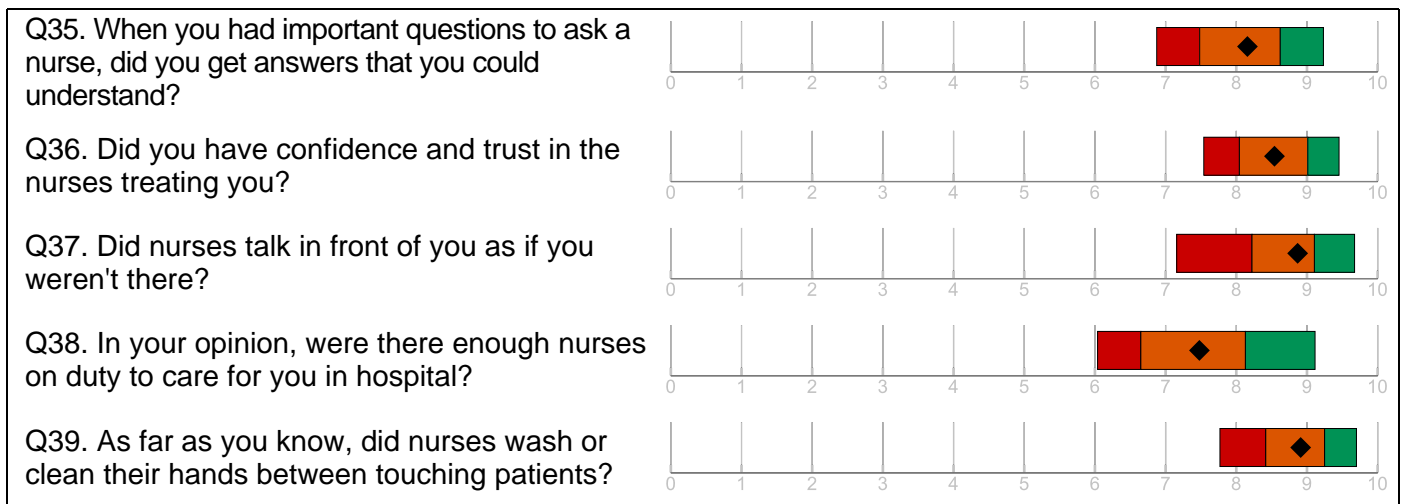 Q35. When you had important questions to ask a
nurse, did you get answers that you could
understand?
0 1 2 3 4 5 6 7 8 9 10
Q36. Did you have confidence and trust in the
nurses treating you?
0 1 2 3 4 5 6 7 8 9 10
Q37. Did nurses talk in front of you as if you
weren't there?
0 1 2 3 4 5 6 7 8 9 10
Q38. In your opinion, were there enough nurses
on duty to care for you in hospital?
0 1 2 3 4 5 6 7 8 9 10
Q39. As far as you know, did nurses wash or
clean their hands between touching patients?
0 1 2 3 4 5 6 7 8 9 10